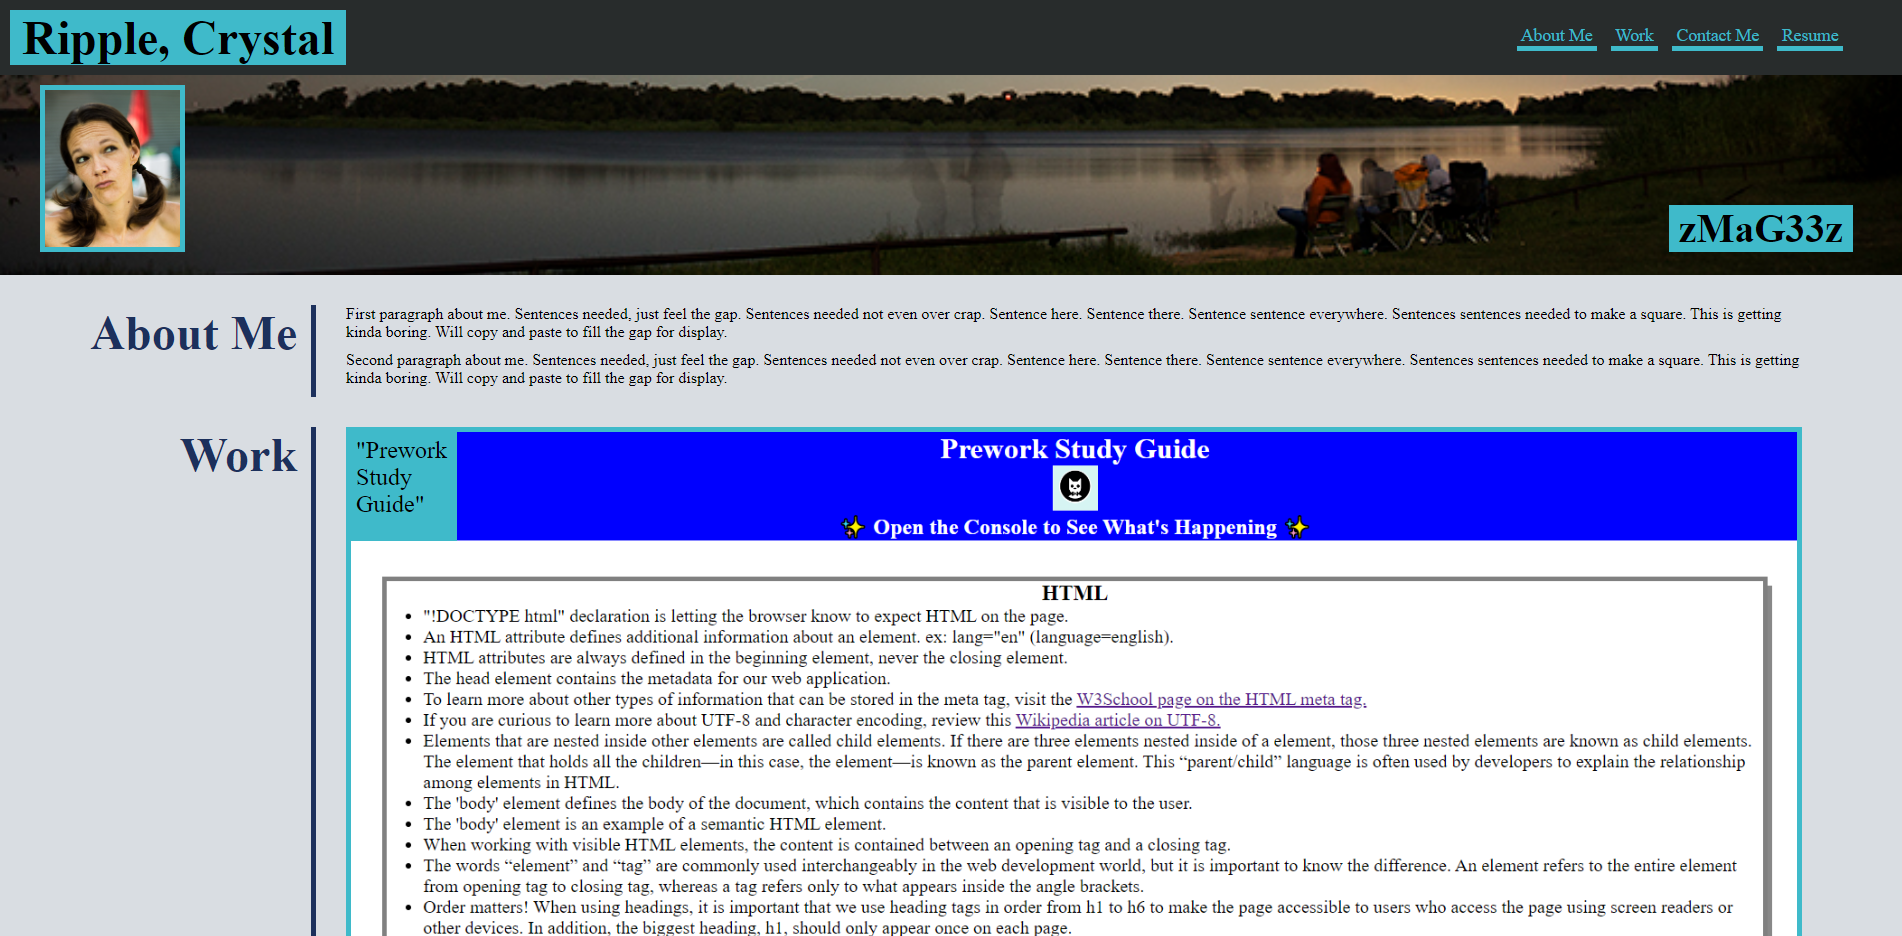 Ripple, Crystal
About Me Work Contact Me Resume
zMaG33z
About Me
First paragraph about me. Sentences needed, just feel the gap. Sentences needed not even over crap. Sentence here. Sentence there. Sentence sentence everywhere. Sentences sentences needed to make a square. This is getting
kinda boring. Will copy and paste to fill the gap for display.
Second paragraph about me. Sentences needed, just feel the gap. Sentences needed not even over crap. Sentence here. Sentence there. Sentence sentence everywhere. Sentences sentences needed to make a square. This is getting
kinda boring. Will copy and paste to fill the gap for display.
Work
"Prework
Study
Guide"
Prework Study Guide
✨ Open the Console to See What's Happening ✨
HTML
• "!DOCTYPE html" declaration is letting the browser know to expect HTML on the page.
• An HTML attribute defines additional information about an element. ex: lang="en" (language=english).
• HTML attributes are always defined in the beginning element, never the closing element.
• The head element contains the metadata for our web application.
• To learn more about other types of information that can be stored in the meta tag, visit the W3School page on the HTML meta tag.
• If you are curious to learn more about UTF-8 and character encoding, review this Wikipedia article on UTF-8.
• Elements that are nested inside other elements are called child elements. If there are three elements nested inside of a element, those three nested elements are known as child elements.
The element that holds all the children—in this case, the element—is known as the parent element. This “parent/child” language is often used by developers to explain the relationship
among elements in HTML.
• The 'body' element defines the body of the document, which contains the content that is visible to the user.
• The 'body' element is an example of a semantic HTML element.
• When working with visible HTML elements, the content is contained between an opening tag and a closing tag.
• The words “element” and “tag” are commonly used interchangeably in the web development world, but it is important to know the difference. An element refers to the entire element
from opening tag to closing tag, whereas a tag refers only to what appears inside the angle brackets.
• Order matters! When using headings, it is important that we use heading tags in order from h1 to h6 to make the page accessible to users who access the page using screen readers or
other devices. In addition, the biggest heading, h1, should only appear once on each page.